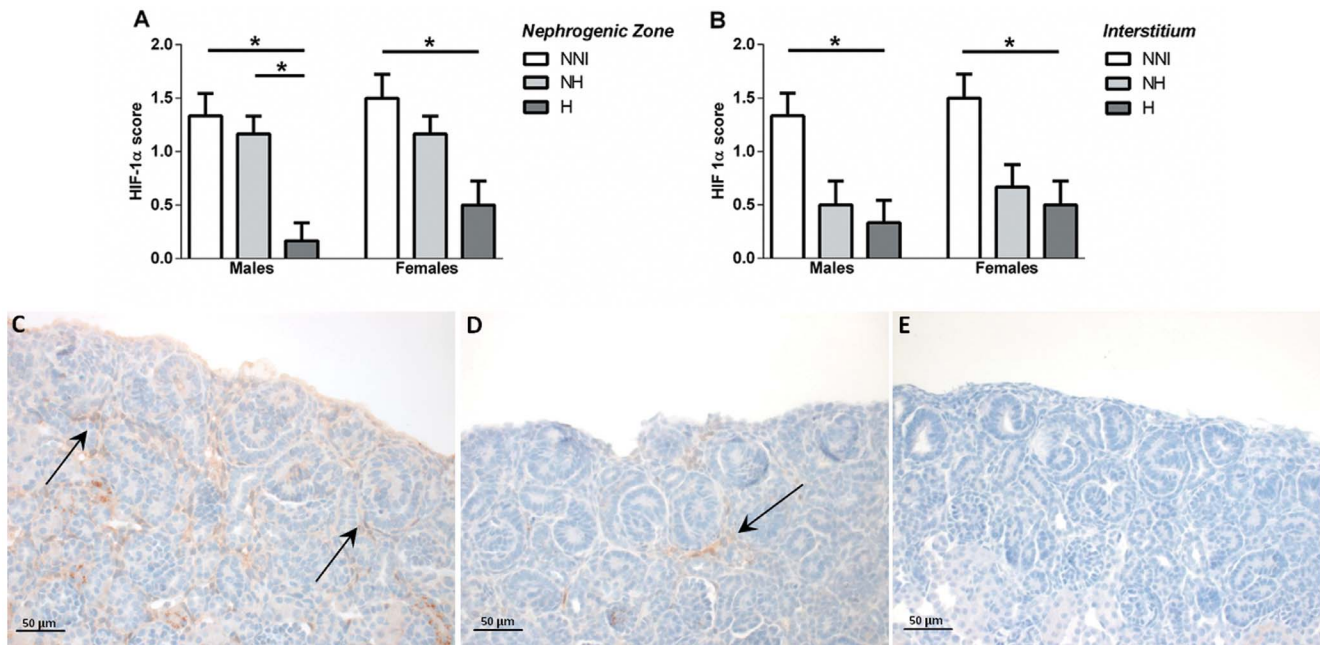 A
Nephrogenic Zone
NNI
NH
H
HIF-1α score
2.0
1.5
1.0
0.5
0.0
*
*
*
Males
Females
B
Interstitium
NNI
NH
H
HIF 1α score
2.0
1.5
1.0
0.5
0.0
*
*
Males
Females
C
50 µm
D
50 µm
E
50 µm